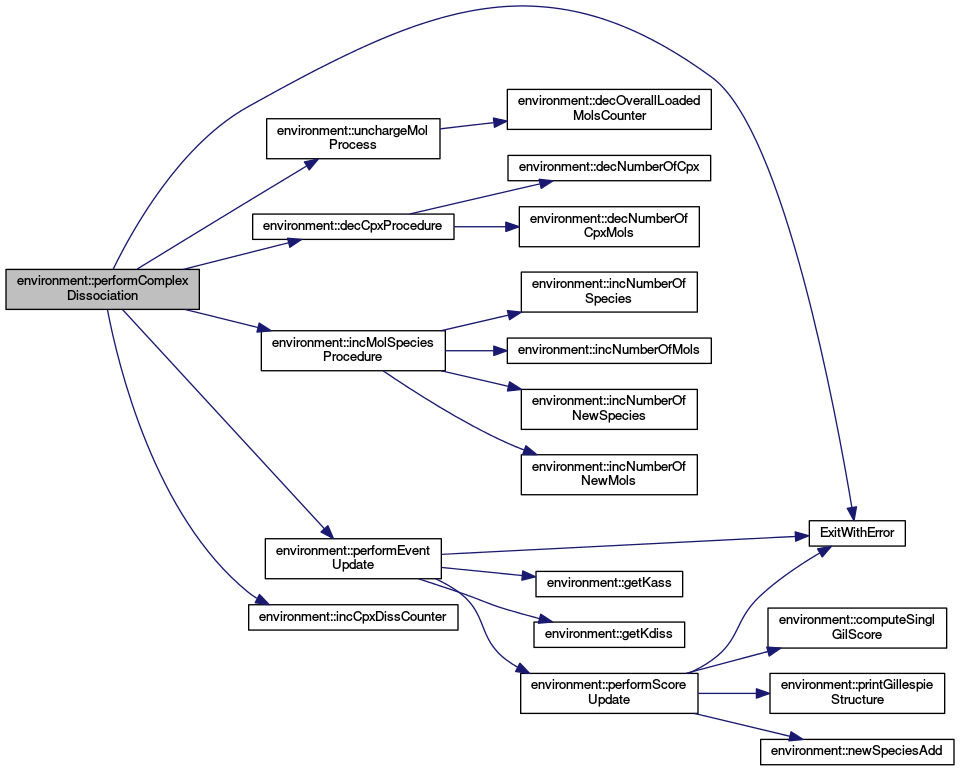 environment::performComplex
Dissociation
environment::unchargeMol
Process
environment::decOverallLoaded
MolsCounter
environment::decCpxProcedure
environment::decNumberOfCpx
environment::decNumberOf
CpxMols
environment::incMolSpecies
Procedure
environment::incNumberOf
Species
environment::incNumberOfMols
environment::incNumberOf
NewSpecies
environment::incNumberOf
NewMols
environment::performEvent
Update
ExitWithError
environment::getKass
environment::getKdiss
environment::performScore
Update
environment::computeSingl
GilScore
environment::printGillespie
Structure
environment::newSpeciesAdd
environment::incCpxDissCounter